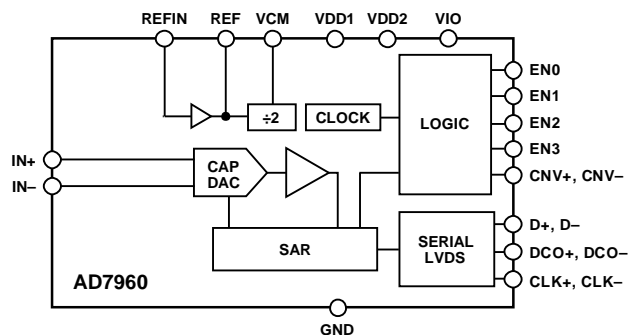 REFIN REF VCM VDD1 VDD2 VIO
EN0
EN1
EN2
EN3
CNV+, CNV–
÷2
CLOCK
LOGIC
IN+
IN–
CAP
DAC
SAR
SERIAL
LVDS
D+, D–
DCO+, DCO–
CLK+, CLK–
AD7960
GND